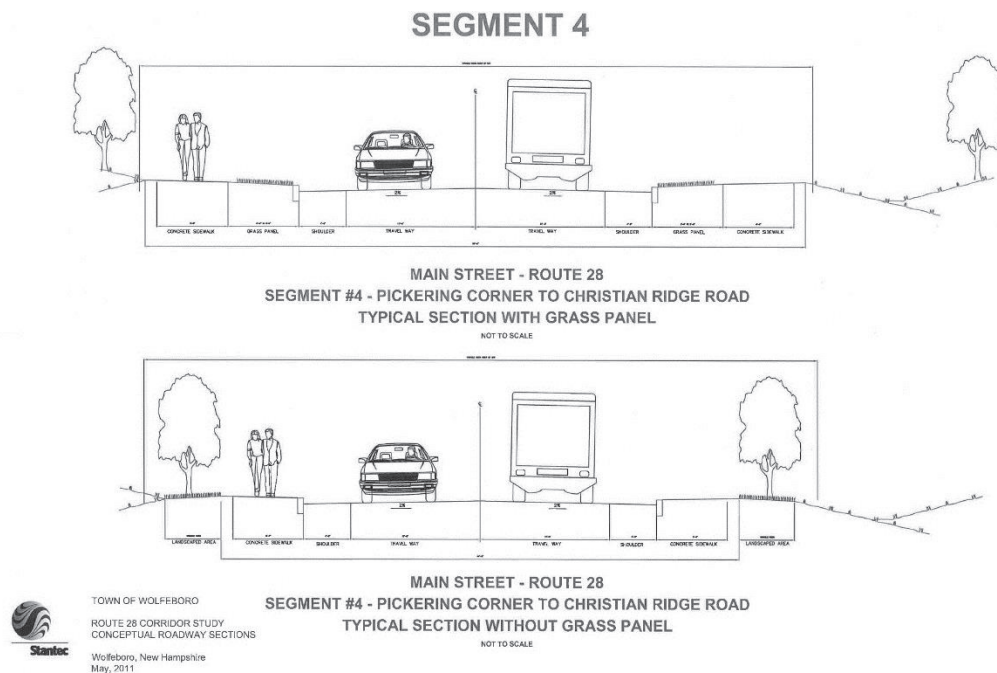 SEGMENT 4
CONCRETE SIDEWALK GRASS PANEL SHOULDER TRAVEL WAY TRAVEL WAY SHOULDER GRASS PANEL CONCRETE SIDEWALK
MAIN STREET - ROUTE 28
SEGMENT #4 - PICKERING CORNER TO CHRISTIAN RIDGE ROAD
TYPICAL SECTION WITH GRASS PANEL
NOT TO SCALE
LANDSCAPED AREA CONCRETE SIDEWALK SHOULDER TRAVEL WAY TRAVEL WAY SHOULDER CONCRETE SIDEWALK LANDSCAPED AREA
MAIN STREET - ROUTE 28
SEGMENT #4 - PICKERING CORNER TO CHRISTIAN RIDGE ROAD
TYPICAL SECTION WITHOUT GRASS PANEL
NOT TO SCALE
Stantec
TOWN OF WOLFEBORO
ROUTE 28 CORRIDOR STUDY
CONCEPTUAL ROADWAY SECTIONS
Wolfeboro, New Hampshire
May, 2011